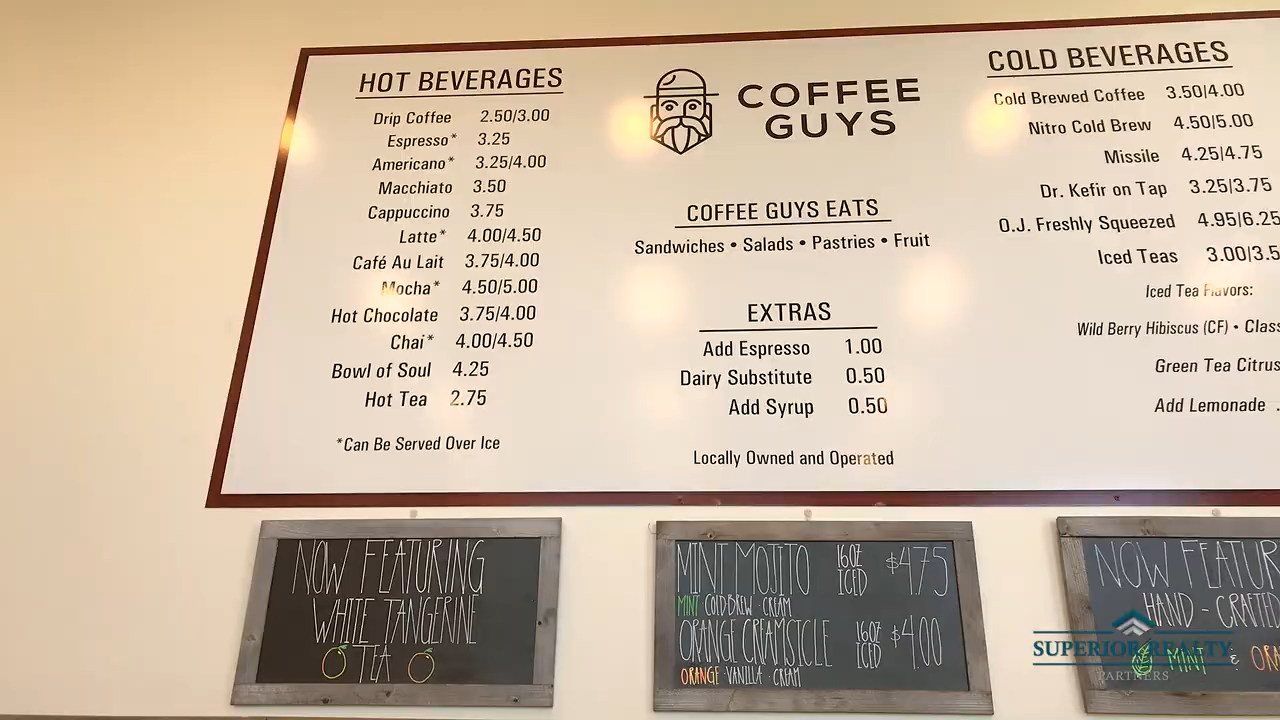 HOT BEVERAGES
Drip Coffee 2.50/3.00
Espresso* 3.25
Americano* 3.25/4.00
Macchiato 3.50
Cappuccino 3.75
Latte* 4.00/4.50
Café Au Lait 3.75/4.00
Mocha* 4.50/5.00
Hot Chocolate 3.75/4.00
Chai* 4.00/4.50
Bowl of Soul 4.25
Hot Tea 2.75
*Can Be Served Over Ice
COFFEE
GUYS
COFFEE GUYS EATS
Sandwiches • Salads • Pastries • Fruit
EXTRAS
Add Espresso 1.00
Dairy Substitute 0.50
Add Syrup 0.50
Locally Owned and Operated
COLD BEVERAGES
Cold Brewed Coffee 3.50/4.00
Nitro Cold Brew 4.50/5.00
Missile 4.25/4.75
Dr. Kefir on Tap 3.25/3.75
O.J. Freshly Squeezed 4.95/6.25
Iced Teas 3.00/3.5
Iced Tea Flavors:
Wild Berry Hibiscus (CF) • Clas
Green Tea Citrus
Add Lemonade .
NOW FEATURING
WHITE TANGERINE
TEA
MINT MOJITO 16OZ ICED $4.75
MINT · COLD BREW · CREAM
ORANGE CREAMSICLE 16OZ ICED $4.00
ORANGE · VANILLA · CREAM
NOW FEATUR
HAND-CRAFTED
MINT & ORA
SUPERIOR REALTY
PARTNERS